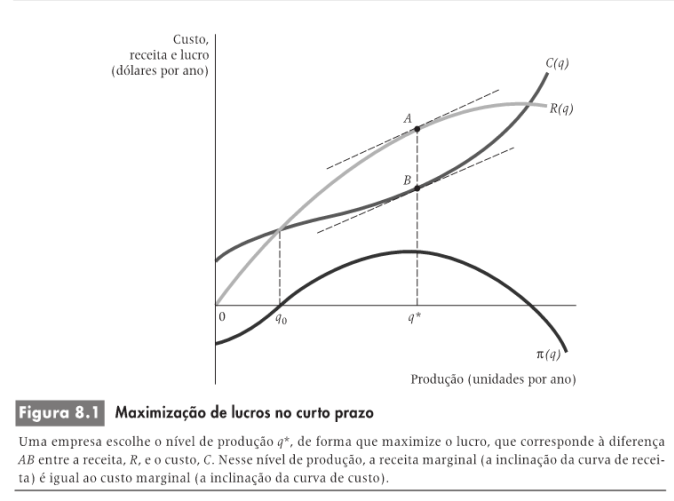 Custo,
receita e lucro
(dólares por ano)
C(q)
R(q)
A
B
0
q0
q*
π(q)
Produção (unidades por ano)
Figura 8.1 Maximização de lucros no curto prazo
Uma empresa escolhe o nível de produção q*, de forma que maximize o lucro, que corresponde à diferença
AB entre a receita, R, e o custo, C. Nesse nível de produção, a receita marginal (a inclinação da curva de recei-
ta) é igual ao custo marginal (a inclinação da curva de custo).